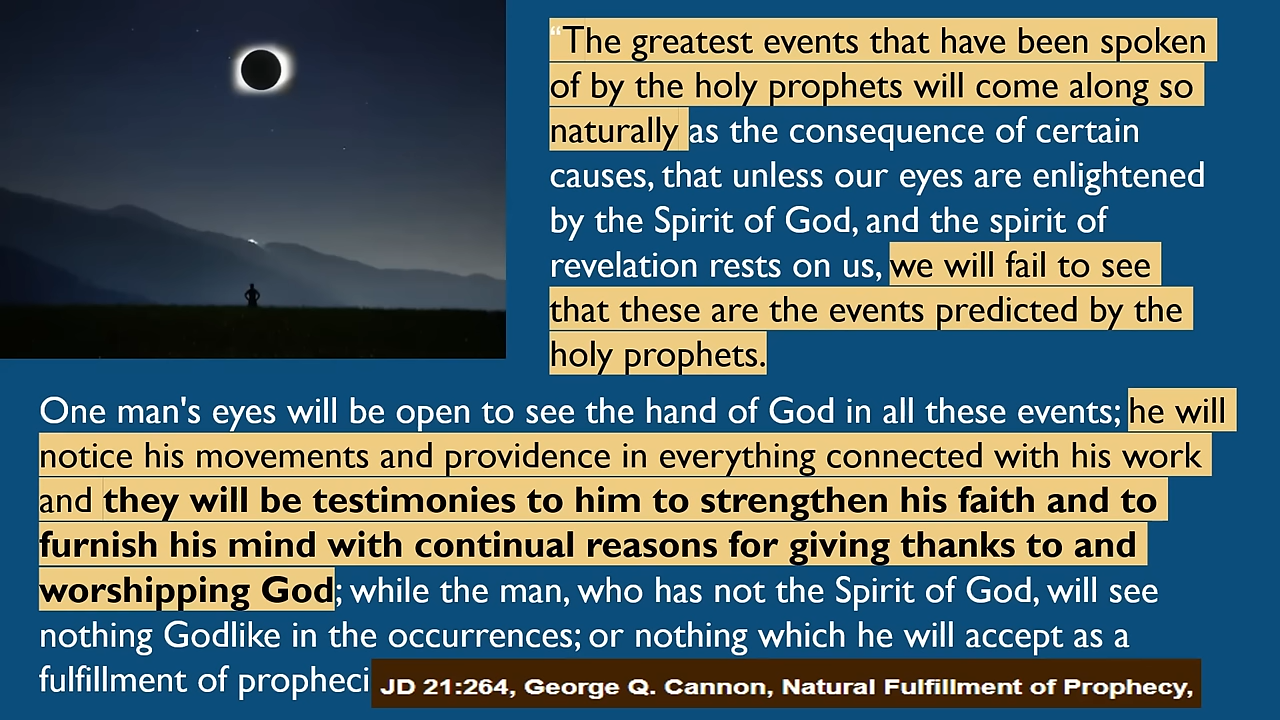 “The greatest events that have been spoken
of by the holy prophets will come along so
naturally as the consequence of certain
causes, that unless our eyes are enlightened
by the Spirit of God, and the spirit of
revelation rests on us, we will fail to see
that these are the events predicted by the
holy prophets.
One man's eyes will be open to see the hand of God in all these events; he will
notice his movements and providence in everything connected with his work
and they will be testimonies to him to strengthen his faith and to
furnish his mind with continual reasons for giving thanks to and
worshipping God; while the man, who has not the Spirit of God, will see
nothing Godlike in the occurrences; or nothing which he will accept as a
fulfillment of propheci
JD 21:264, George Q. Cannon, Natural Fulfillment of Prophecy,